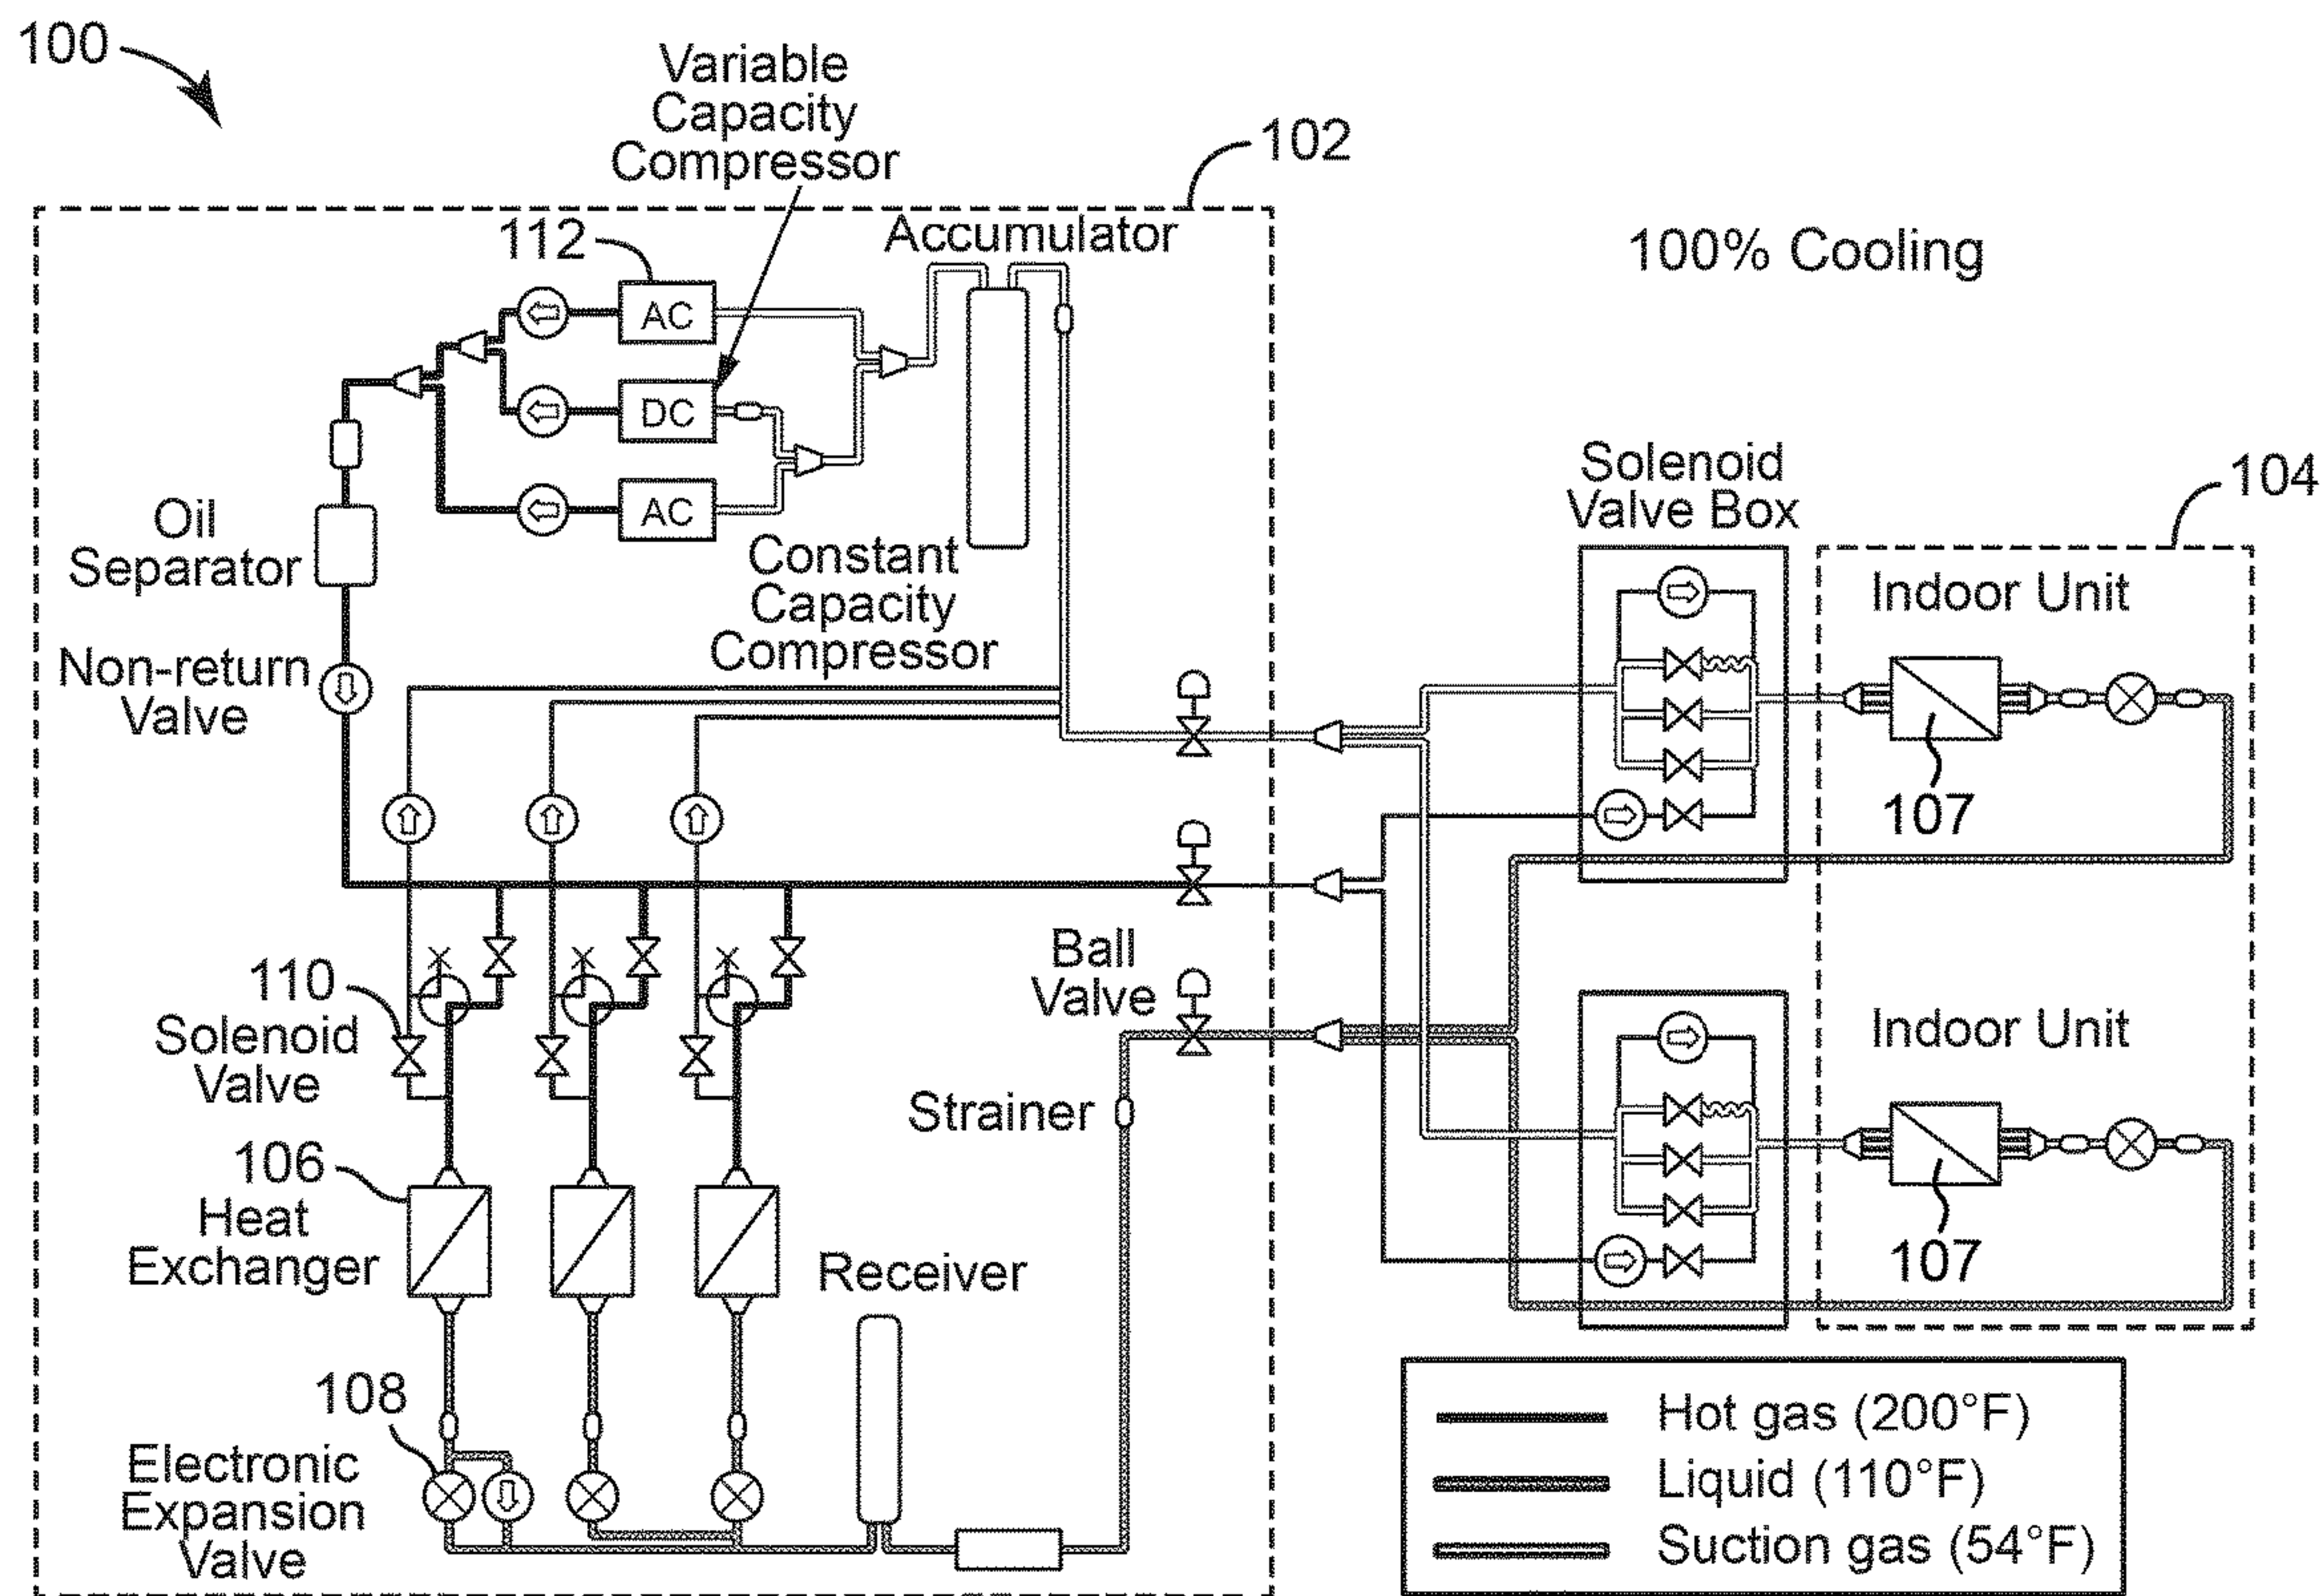 100
Variable
Capacity
Compressor
102
112
Accumulator
100% Cooling
AC
DC
AC
Solenoid
Valve Box
104
Oil
Separator
Constant
Capacity
Compressor
Indoor Unit
Non-return
Valve
107
Ball
Valve
110
Solenoid
Valve
Indoor Unit
Strainer
106
Heat
Exchanger
107
Receiver
108
Electronic
Expansion
Valve
Hot gas (200°F)
Liquid (110°F)
Suction gas (54°F)